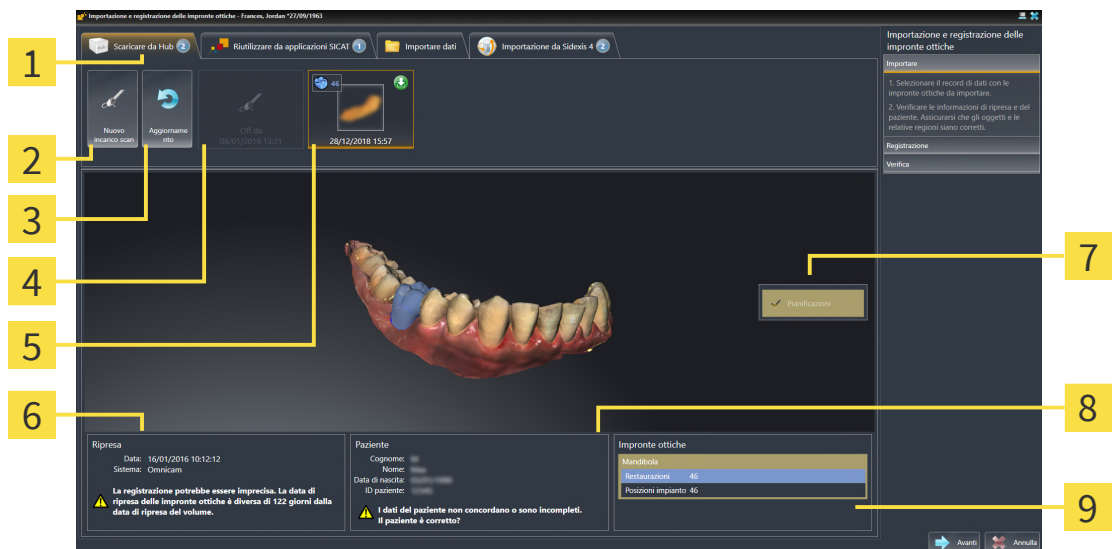 Importazione e registrazione delle impronte ottiche - Frances, Jordan *27/09/1963
Scaricare da Hub 2
Riutilizzare da applicazioni SICAT 1
Importare dati
Importazione da Sidexis 4 2
Nuovo
incarico scan
Aggiorname
nto
Off da
08/01/2019 13:21
46
28/12/2018 15:57
Importazione e registrazione delle
impronte ottiche
Importare
1. Selezionare il record di dati con le
impronte ottiche da importare.
2. Verificare le informazioni di ripresa e del
paziente. Assicurarsi che gli oggetti e le
relative regioni siano corretti.
Registrazione
Verifica
1
2
3
4
5
6
7
8
9
Pianificazioni
Ripresa
Data: 16/01/2016 10:12:12
Sistema: Omnicam
La registrazione potrebbe essere imprecisa. La data di
ripresa delle impronte ottiche è diversa di 122 giorni dalla
data di ripresa del volume.
Paziente
Cognome:
Nome:
Data di nascita:
ID paziente:
I dati del paziente non concordano o sono incompleti.
Il paziente è corretto?
Impronte ottiche
Mandibola
Restaurazioni 46
Posizioni impianto 46
Avanti
Annulla